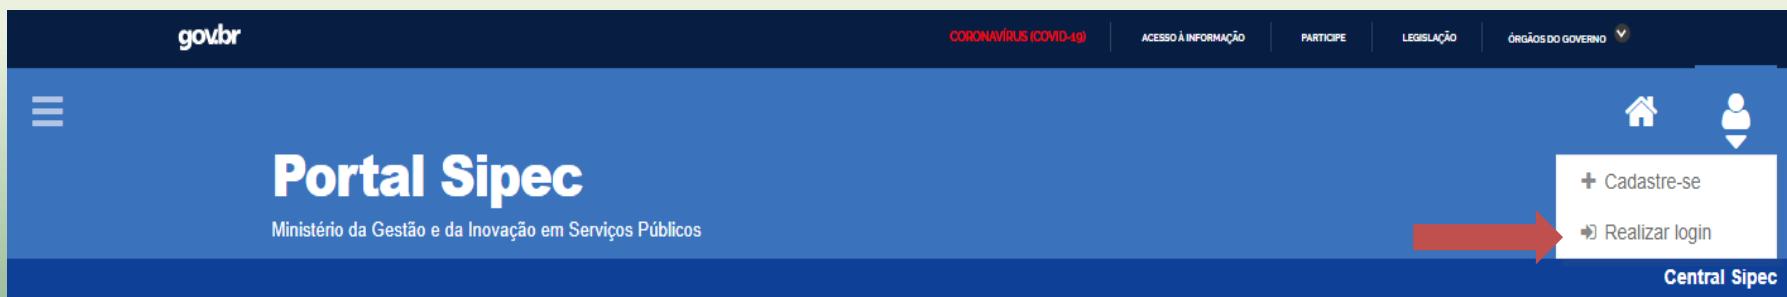 gov.br
CORONAVÍRUS (COVID-19)
ACESSO À INFORMAÇÃO
PARTICIPE
LEGISLAÇÃO
ÓRGÃOS DO GOVERNO
Portal Sipec
Ministério da Gestão e da Inovação em Serviços Públicos
Cadastre-se
Realizar login
Central Sipec